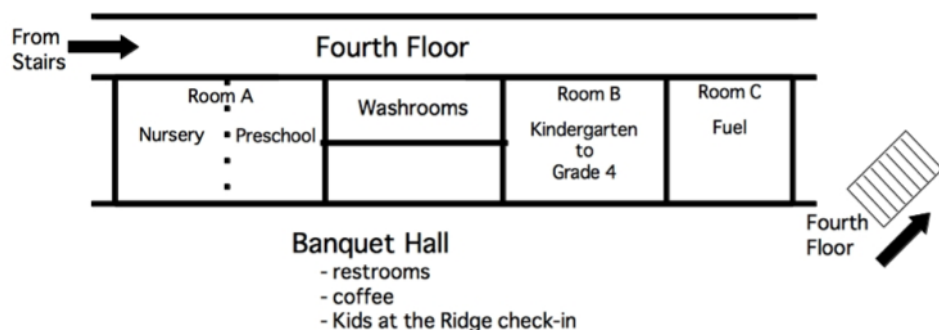 From
Stairs
Fourth Floor
Room A
Nursery
Preschool
Washrooms
Room B
Kindergarten
to
Grade 4
Room C
Fuel
Fourth
Floor
Banquet Hall
- restrooms
- coffee
- Kids at the Ridge check-in